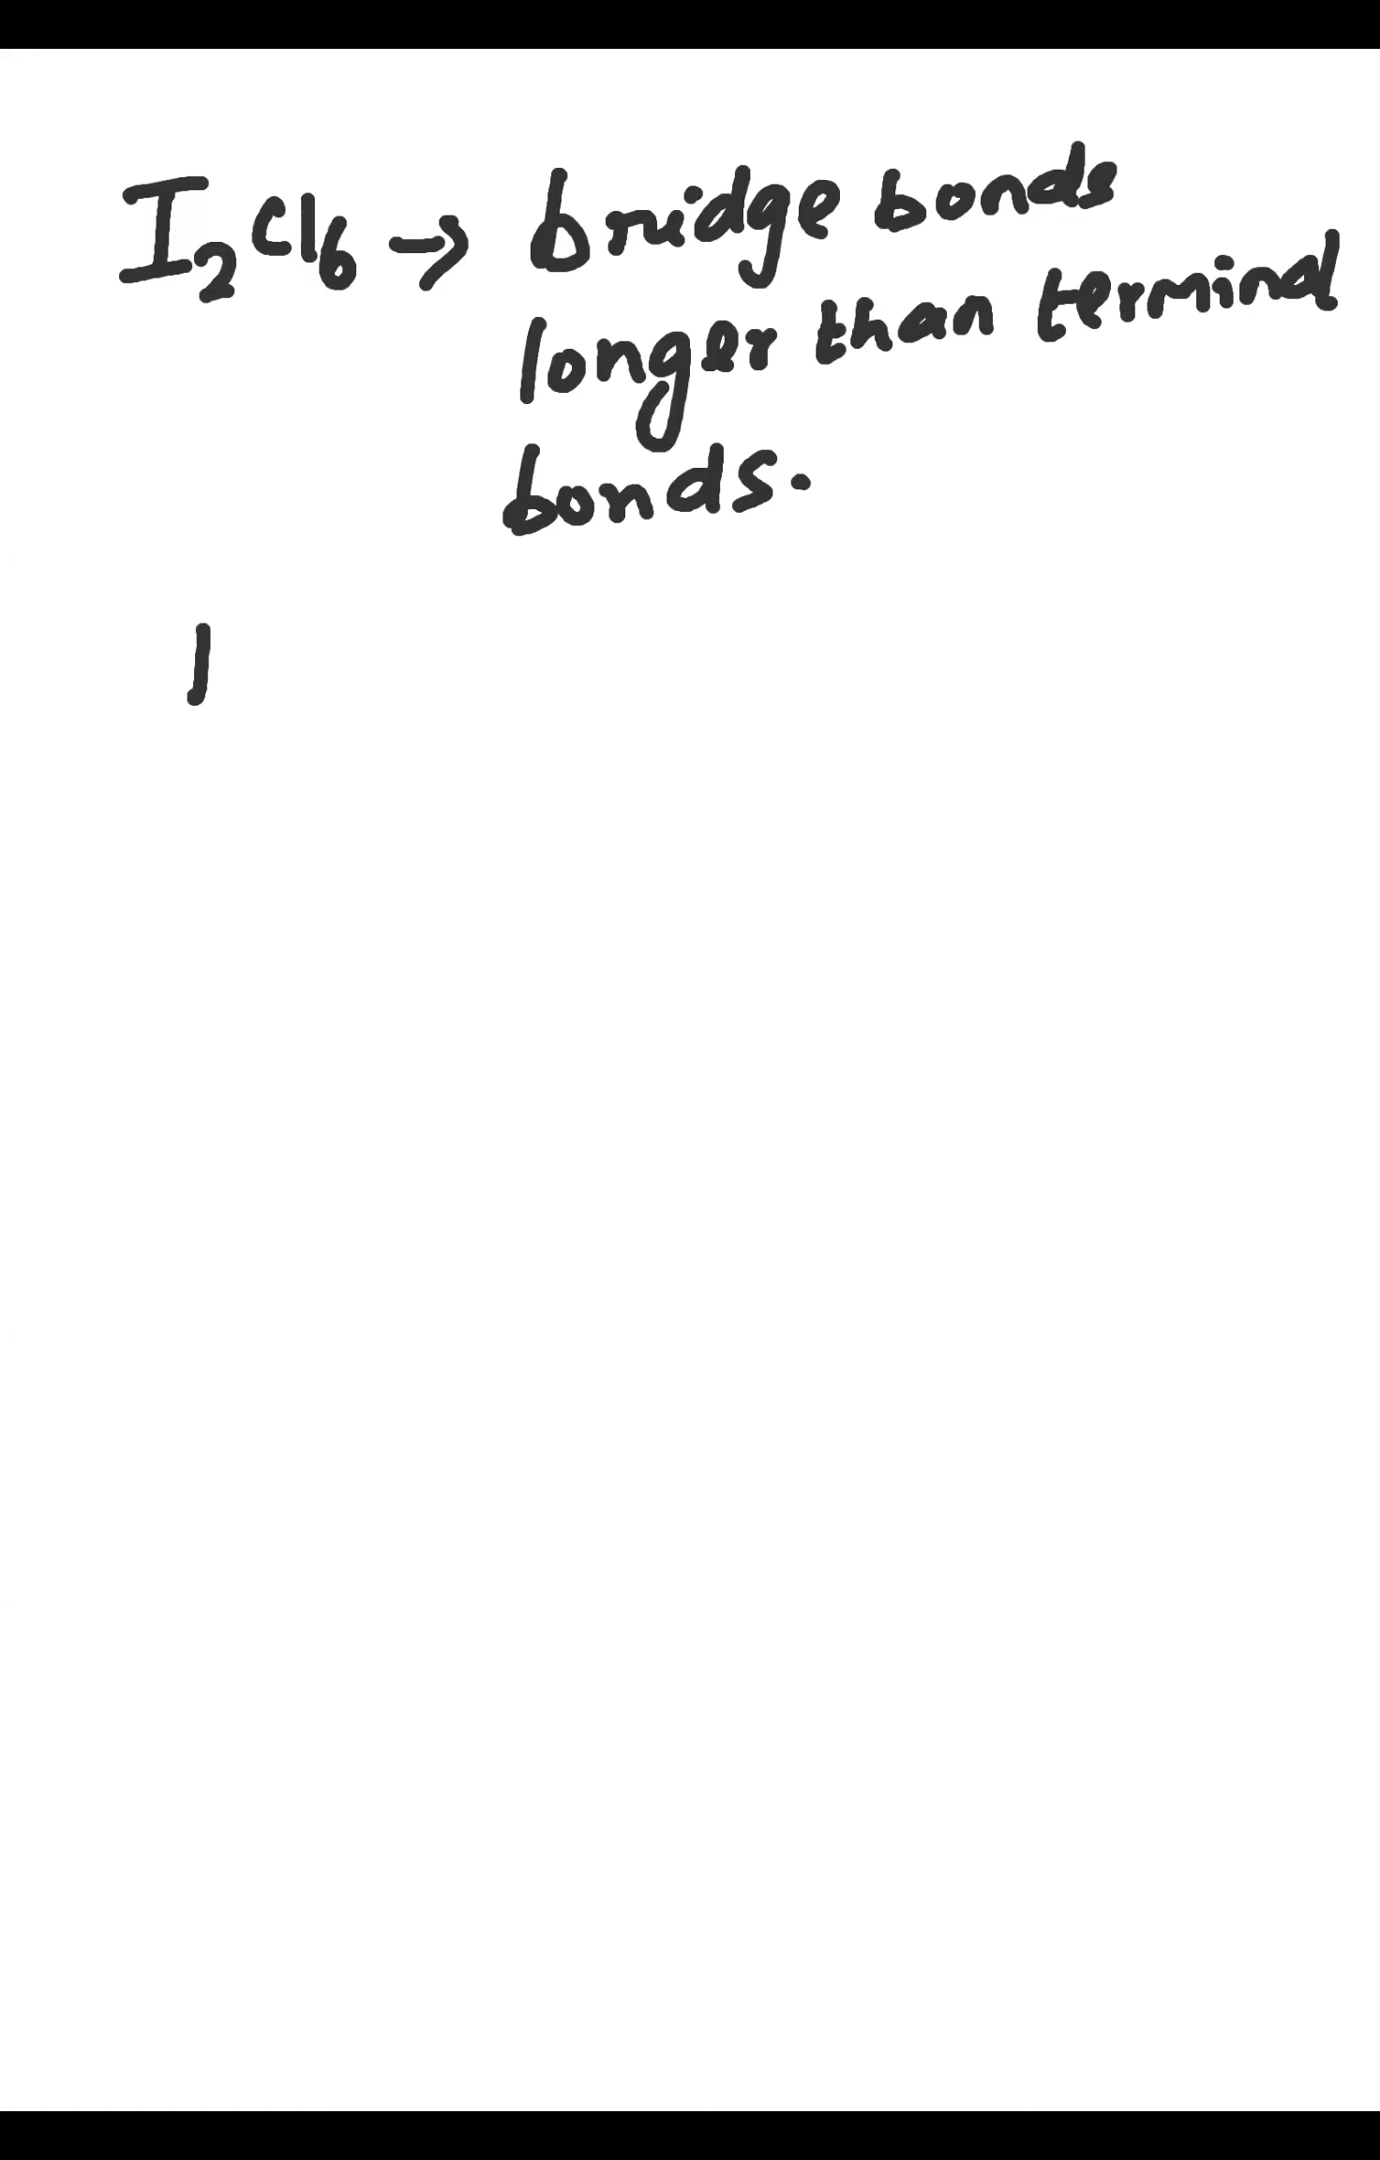 I₂Cl₆ → bridge bonds
longer than terminal
bonds.